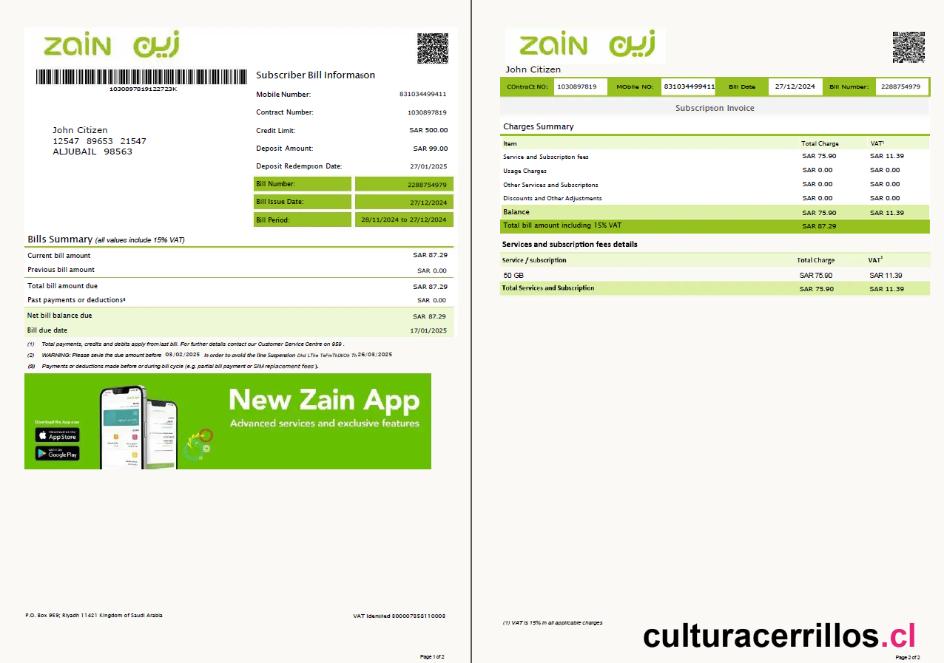 zain زين
1030897819122723K
John Citizen
12547 89653 21547
ALJUBAIL 98563
Subscriber Bill Informason
Mobile Number: 831034499411
Contract Number: 1030897819
Credit Limit: SAR 500.00
Deposit Amount: SAR 99.00
Deposit Redempson Date: 27/01/2025
Bill Number: 2288754979
Bill Issue Date: 27/12/2024
Bill Period: 28/11/2024 to 27/12/2024
Bills Summary (all values include 15% VAT)
Current bill amount SAR 87.29
Previous bill amount SAR 0.00
Total bill amount due SAR 87.29
Past payments or deductions³ SAR 0.00
Net bill balance due SAR 87.29
Bill due date 17/01/2025
(1) Total payments, credits and debits apply from last bill. For further details contact our Customer Service Centre on 959 .
(2) WARNING: Please sevle the due amount before 03/02/2025 in order to avoid the line Suspension
(3) Payments or deductions made before or during bill cycle (e.g. partial bill payment or SIM replacement fees ).
New Zain App
Advanced services and exclusive features
Download the App now
App Store
Google Play
P.O. Box 959; Riyadh 11421 Kingdom of Saudi Arabia
Page 1 of 2
zain زين
John Citizen
COntraCt NO: 1030897819 MObile NO: 831034499411 Bill Date 27/12/2024 Bill Number: 2288754979
Subscripson Invoice
Charges Summary
Item Total Charge VAT¹
Service and Subscription fees SAR 75.90 SAR 11.39
Usage Charges SAR 0.00 SAR 0.00
Other Services and Subscriptions SAR 0.00 SAR 0.00
Discounts and Other Adjustments SAR 0.00 SAR 0.00
Balance SAR 75.90 SAR 11.39
Total bill amount including 15% VAT SAR 87.29
Services and subscription fees details
Service / subscription Total Charge VAT¹
50 GB SAR 75.90 SAR 11.39
Total Services and Subscription SAR 75.90 SAR 11.39
(1) VAT is 15% in all applicable charges
culturacerrillos.cl
Page 2 of 2